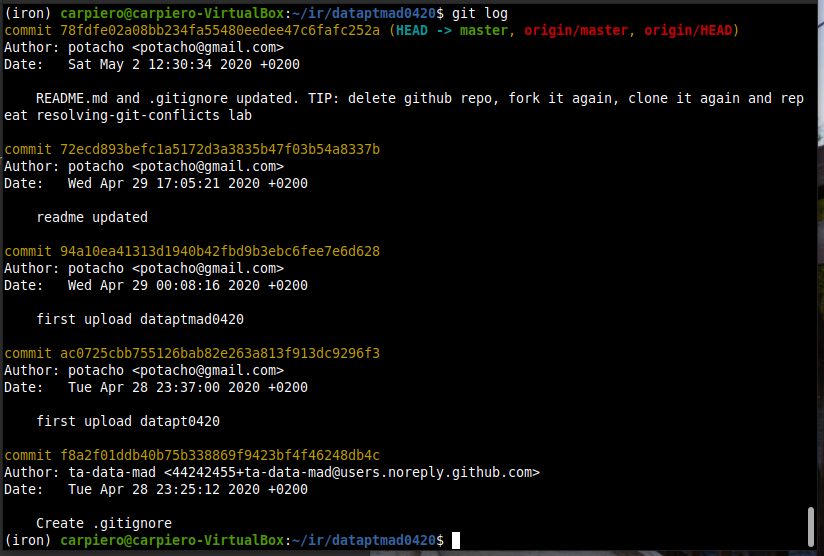 (iron) carpiero@carpiero-VirtualBox:~/ir/dataptmad0420$ git log
commit 78fdfe02a08bb234fa55480eedee47c6fafc252a (HEAD -> master, origin/master, origin/HEAD)
Author: potacho <potacho@gmail.com>
Date:   Sat May 2 12:30:34 2020 +0200
    README.md and .gitignore updated. TIP: delete github repo, fork it again, clone it again and rep
eat resolving-git-conflicts lab
commit 72ecd893befc1a5172d3a3835b47f03b54a8337b
Author: potacho <potacho@gmail.com>
Date:   Wed Apr 29 17:05:21 2020 +0200
    readme updated
commit 94a10ea41313d1940b42fbd9b3ebc6fee7e6d628
Author: potacho <potacho@gmail.com>
Date:   Wed Apr 29 00:08:16 2020 +0200
    first upload dataptmad0420
commit ac0725cbb755126bab82e263a813f913dc9296f3
Author: potacho <potacho@gmail.com>
Date:   Tue Apr 28 23:37:00 2020 +0200
    first upload datapt0420
commit f8a2f01ddb40b75b338869f9423bf4f46248db4c
Author: ta-data-mad <44242455+ta-data-mad@users.noreply.github.com>
Date:   Tue Apr 28 23:25:12 2020 +0200
    Create .gitignore
(iron) carpiero@carpiero-VirtualBox:~/ir/dataptmad0420$